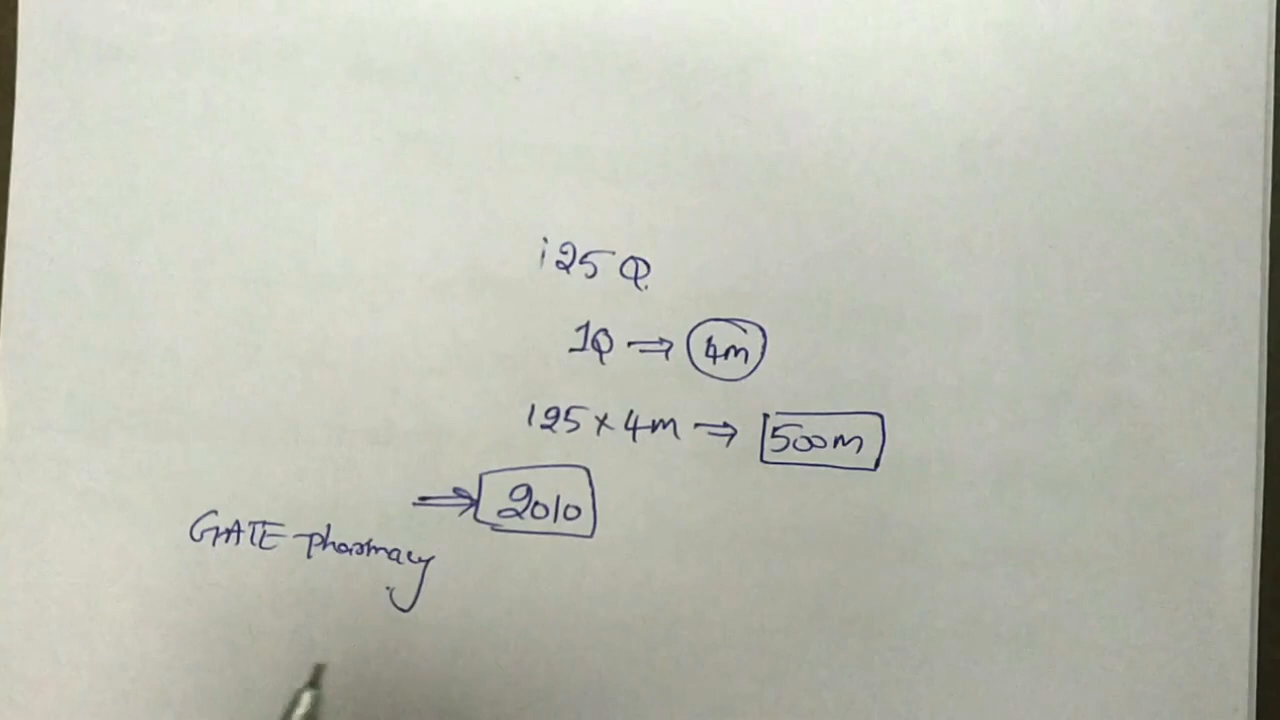 125 Q
1Q ⇒ 4m
125 × 4m ⇒ 500m
⇒ 2010
GATE-pharmacy